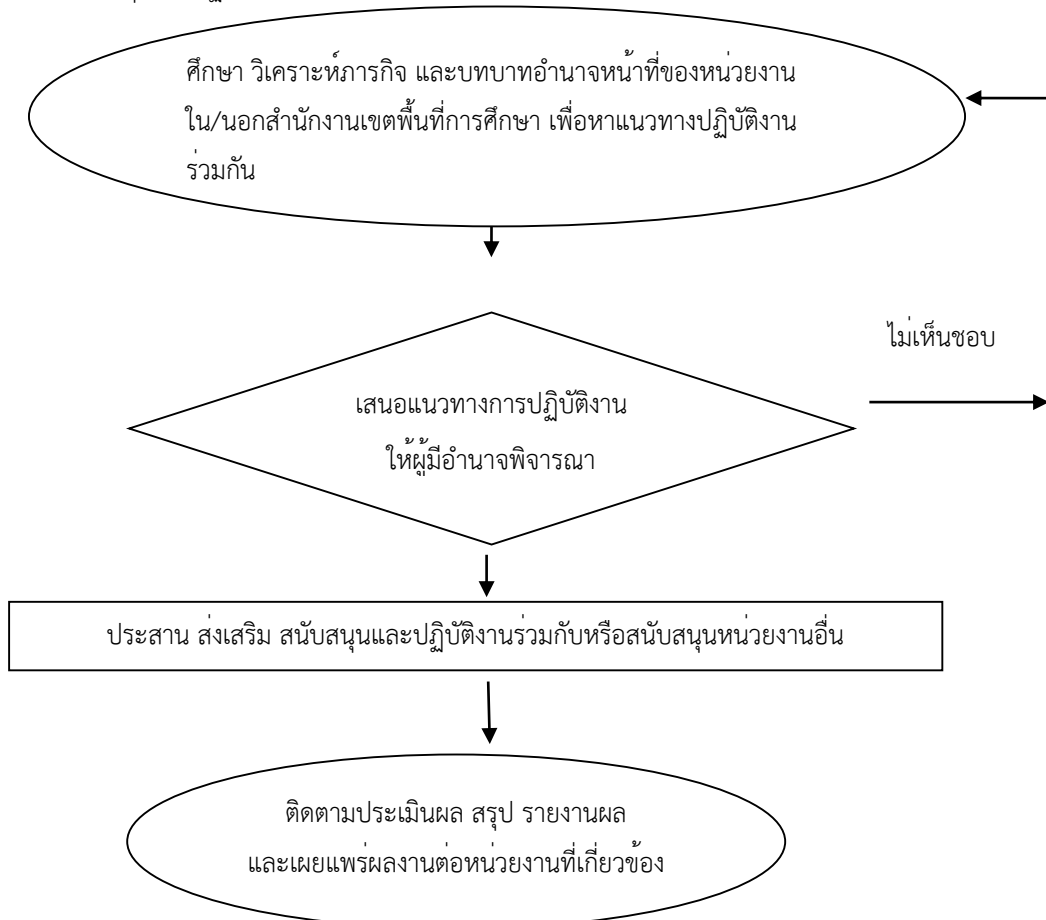 ศึกษา วิเคราะห์ภารกิจ และบทบาทอำนาจหน้าที่ของหน่วยงาน
ใน/นอกสำนักงานเขตพื้นที่การศึกษา เพื่อหาแนวทางปฏิบัติงาน
ร่วมกัน
ไม่เห็นชอบ
เสนอแนวทางการปฏิบัติงาน
ให้ผู้มีอำนาจพิจารณา
ประสาน ส่งเสริม สนับสนุนและปฏิบัติงานร่วมกับหรือสนับสนุนหน่วยงานอื่น
ติดตามประเมินผล สรุป รายงานผล
และเผยแพร่ผลงานต่อหน่วยงานที่เกี่ยวข้อง